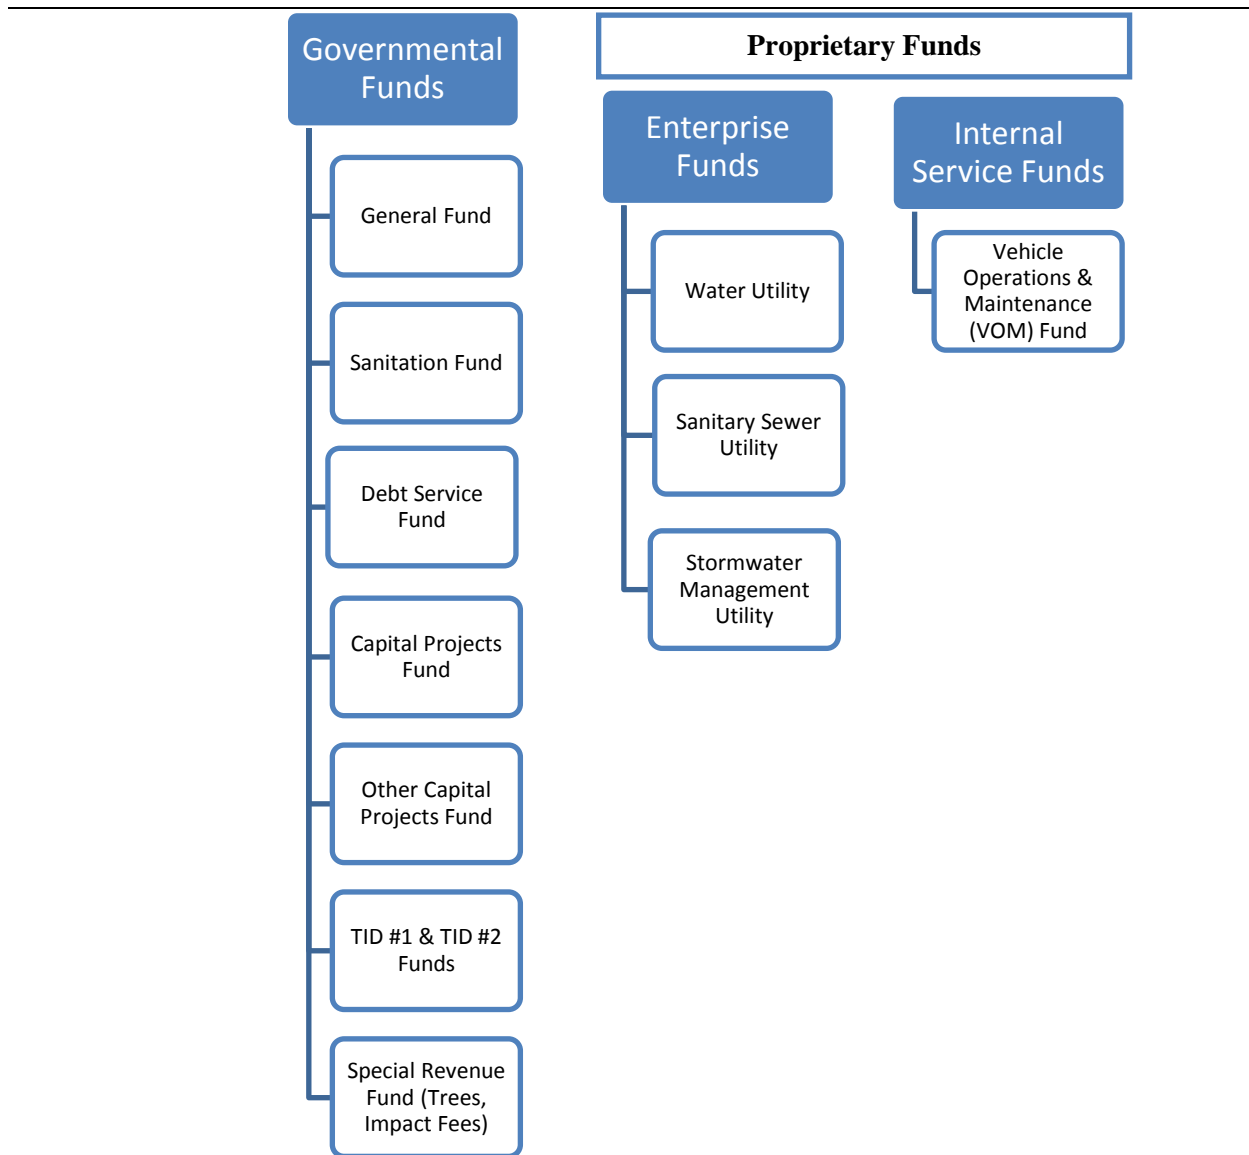 Governmental
Funds
General Fund
Sanitation Fund
Debt Service
Fund
Capital Projects
Fund
Other Capital
Projects Fund
TID #1 & TID #2
Funds
Special Revenue
Fund (Trees,
Impact Fees)
Proprietary Funds
Enterprise
Funds
Water Utility
Sanitary Sewer
Utility
Stormwater
Management
Utility
Internal
Service Funds
Vehicle
Operations &
Maintenance
(VOM) Fund